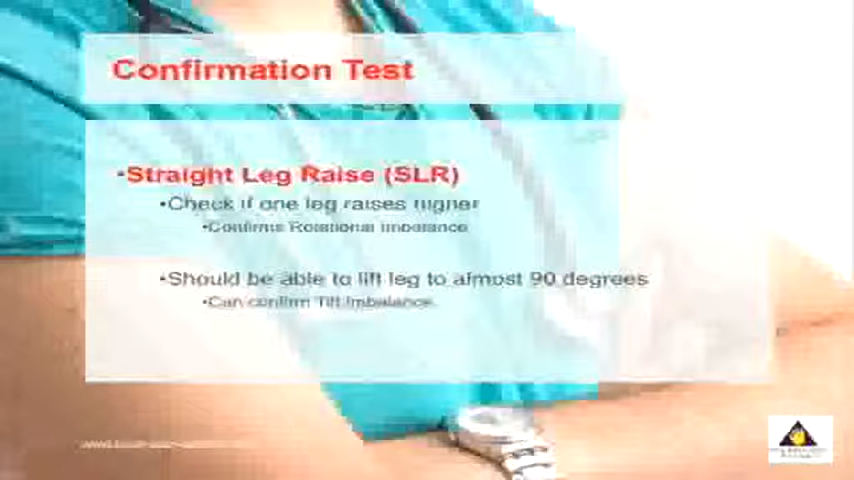 Confirmation Test
•Straight Leg Raise (SLR)
•Check if one leg raises higher
•Confirms Rotational Imbalance
•Should be able to lift leg to almost 90 degrees
•Can confirm Tilt Imbalance